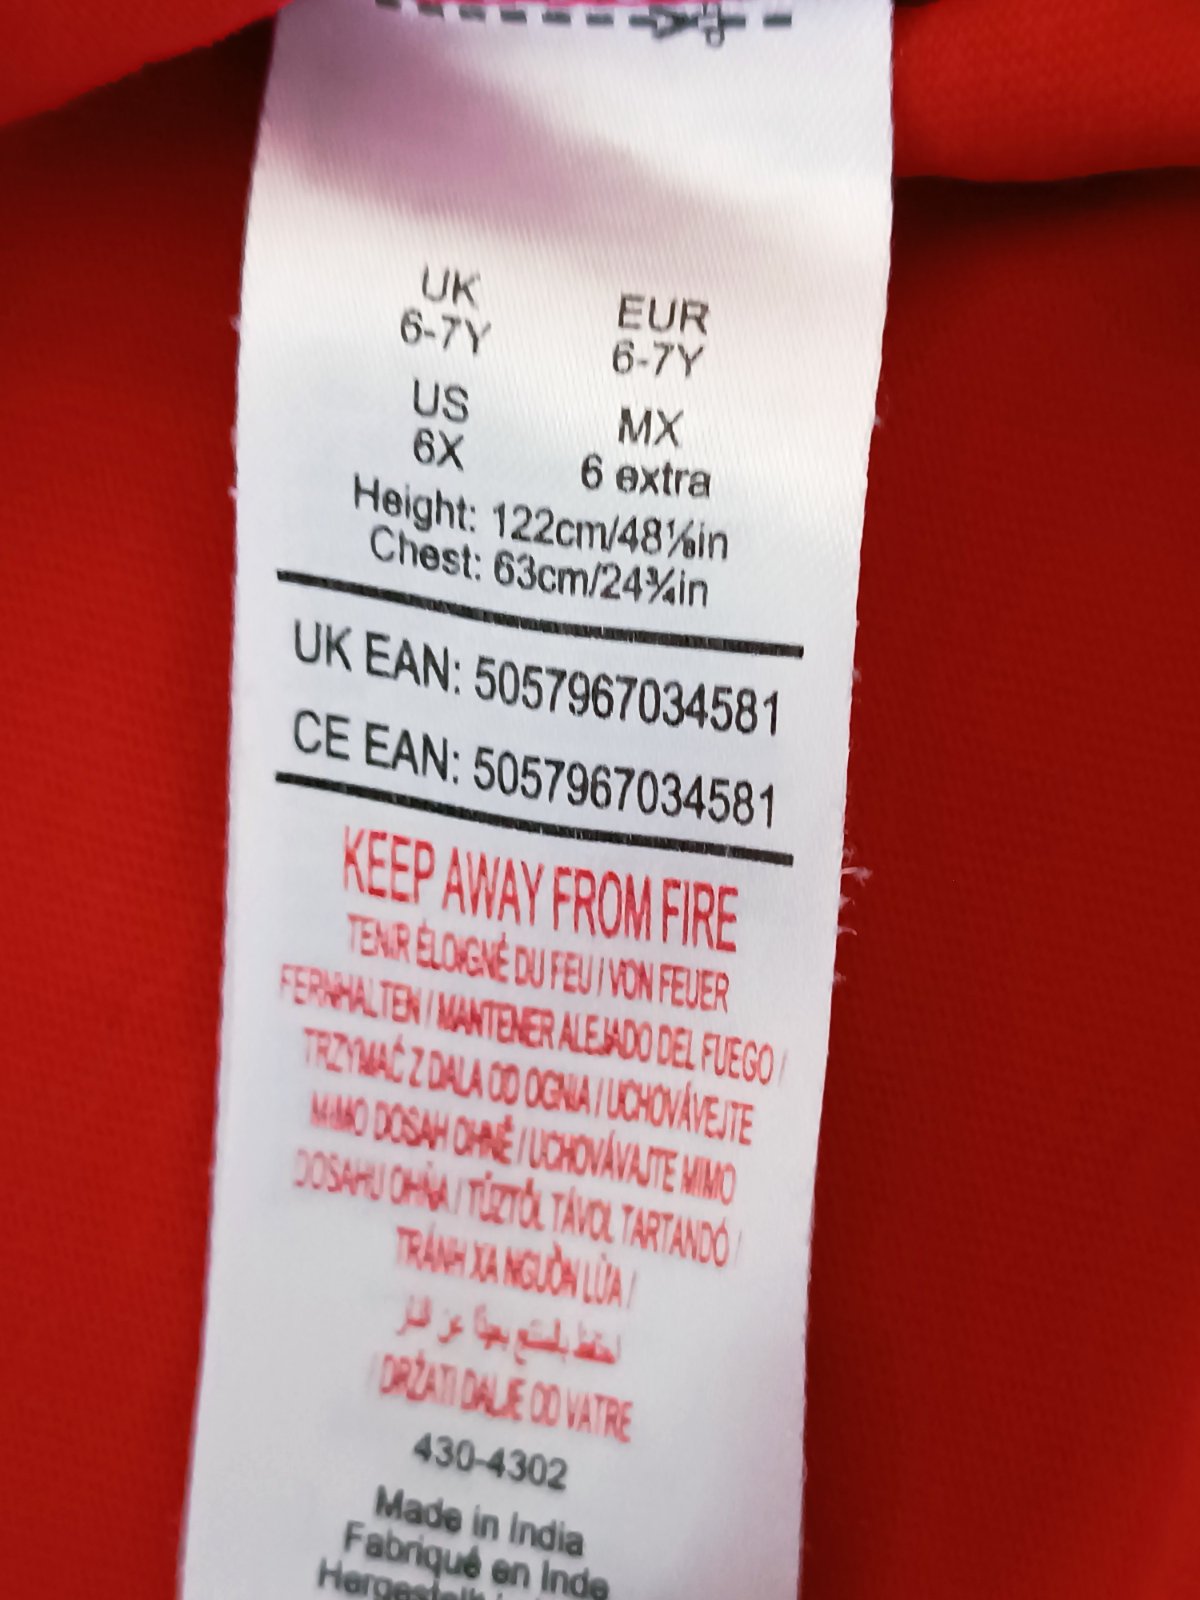 UK EUR
6-7Y 6-7Y
US MX
6X 6 extra
Height: 122cm/48⅛in
Chest: 63cm/24¾in
UK EAN: 5057967034581
CE EAN: 5057967034581
KEEP AWAY FROM FIRE
TENIR ÉLOIGNÉ DU FEU / VON FEUER
FERNHALTEN / MANTENER ALEJADO DEL FUEGO /
TRZYMAĆ Z DALA OD OGNIA / UCHOVÁVEJTE
MIMO DOSAH OHNĚ / UCHOVÁVAJTE MIMO
DOSAHU OHŇA / TŰZTŐL TÁVOL TARTANDÓ /
TRÁNH XA NGUỒN LỬA /
عن النار
/ DRŽATI DALJE OD VATRE
430-4302
Made in India
Fabriqué en Inde